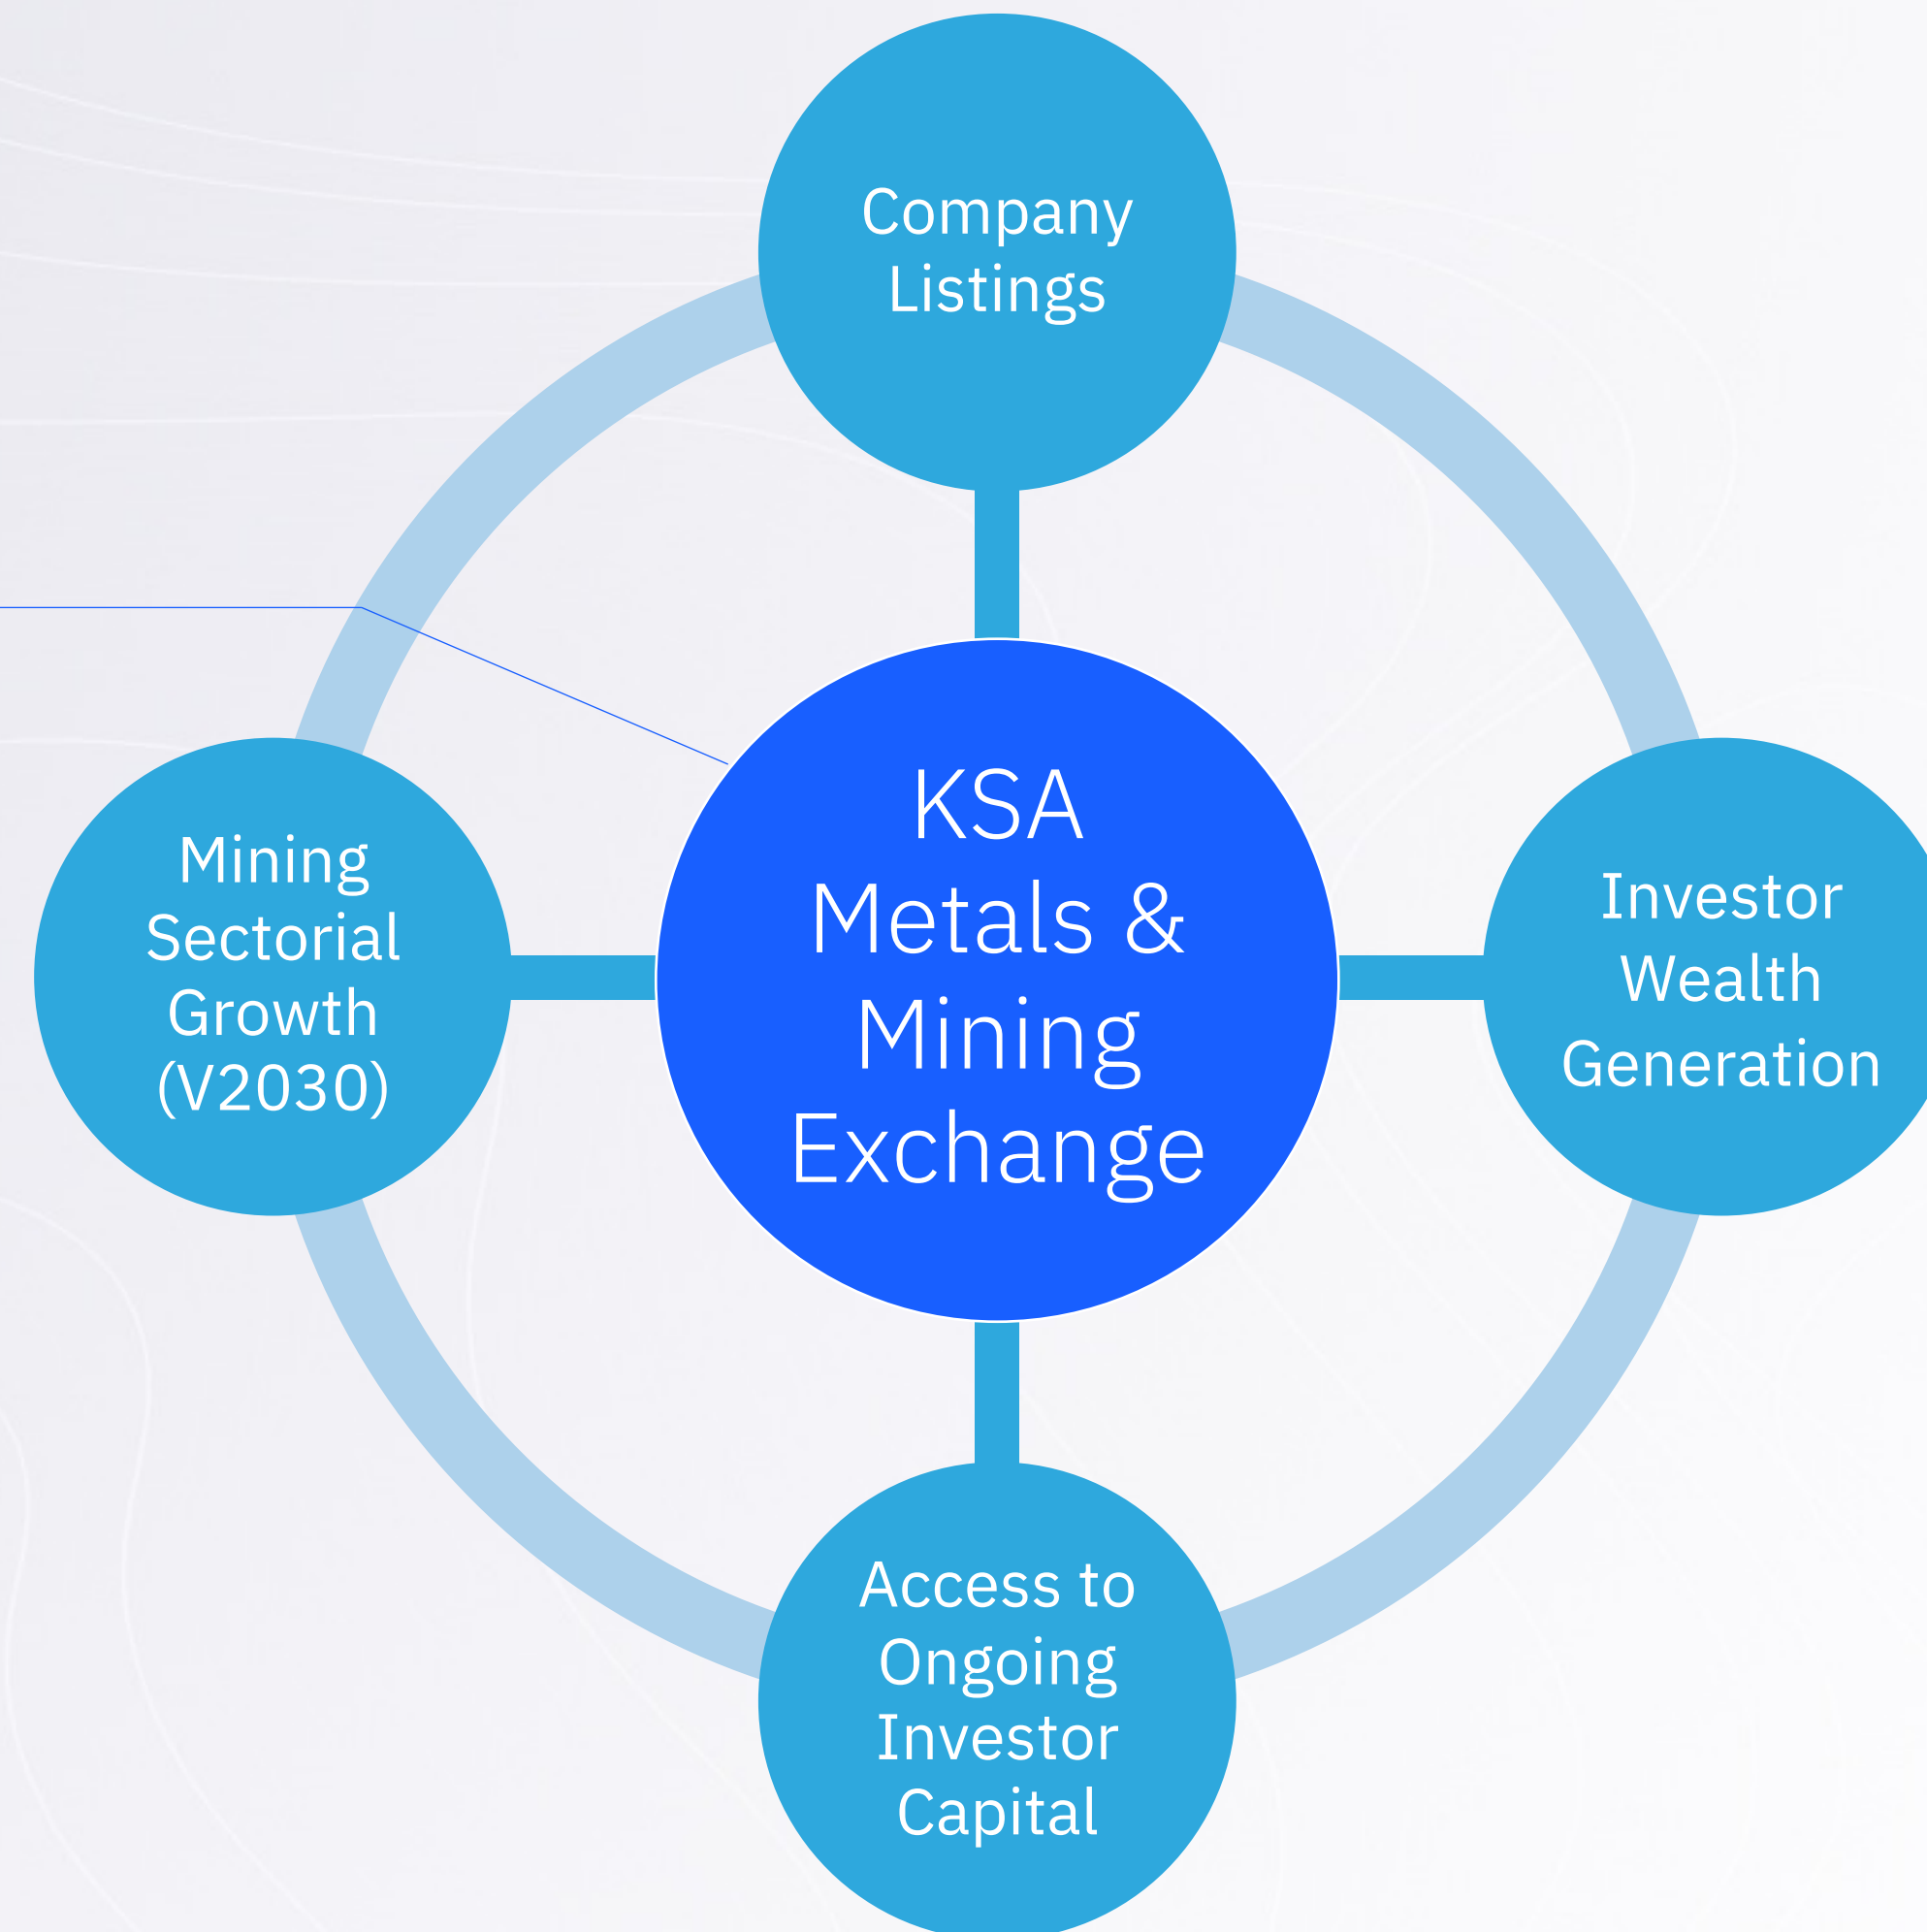 Company
Listings
KSA
Metals &
Mining
Exchange
Mining
Sectorial
Growth
(V2030)
Investor
Wealth
Generation
Access to
Ongoing
Investor
Capital